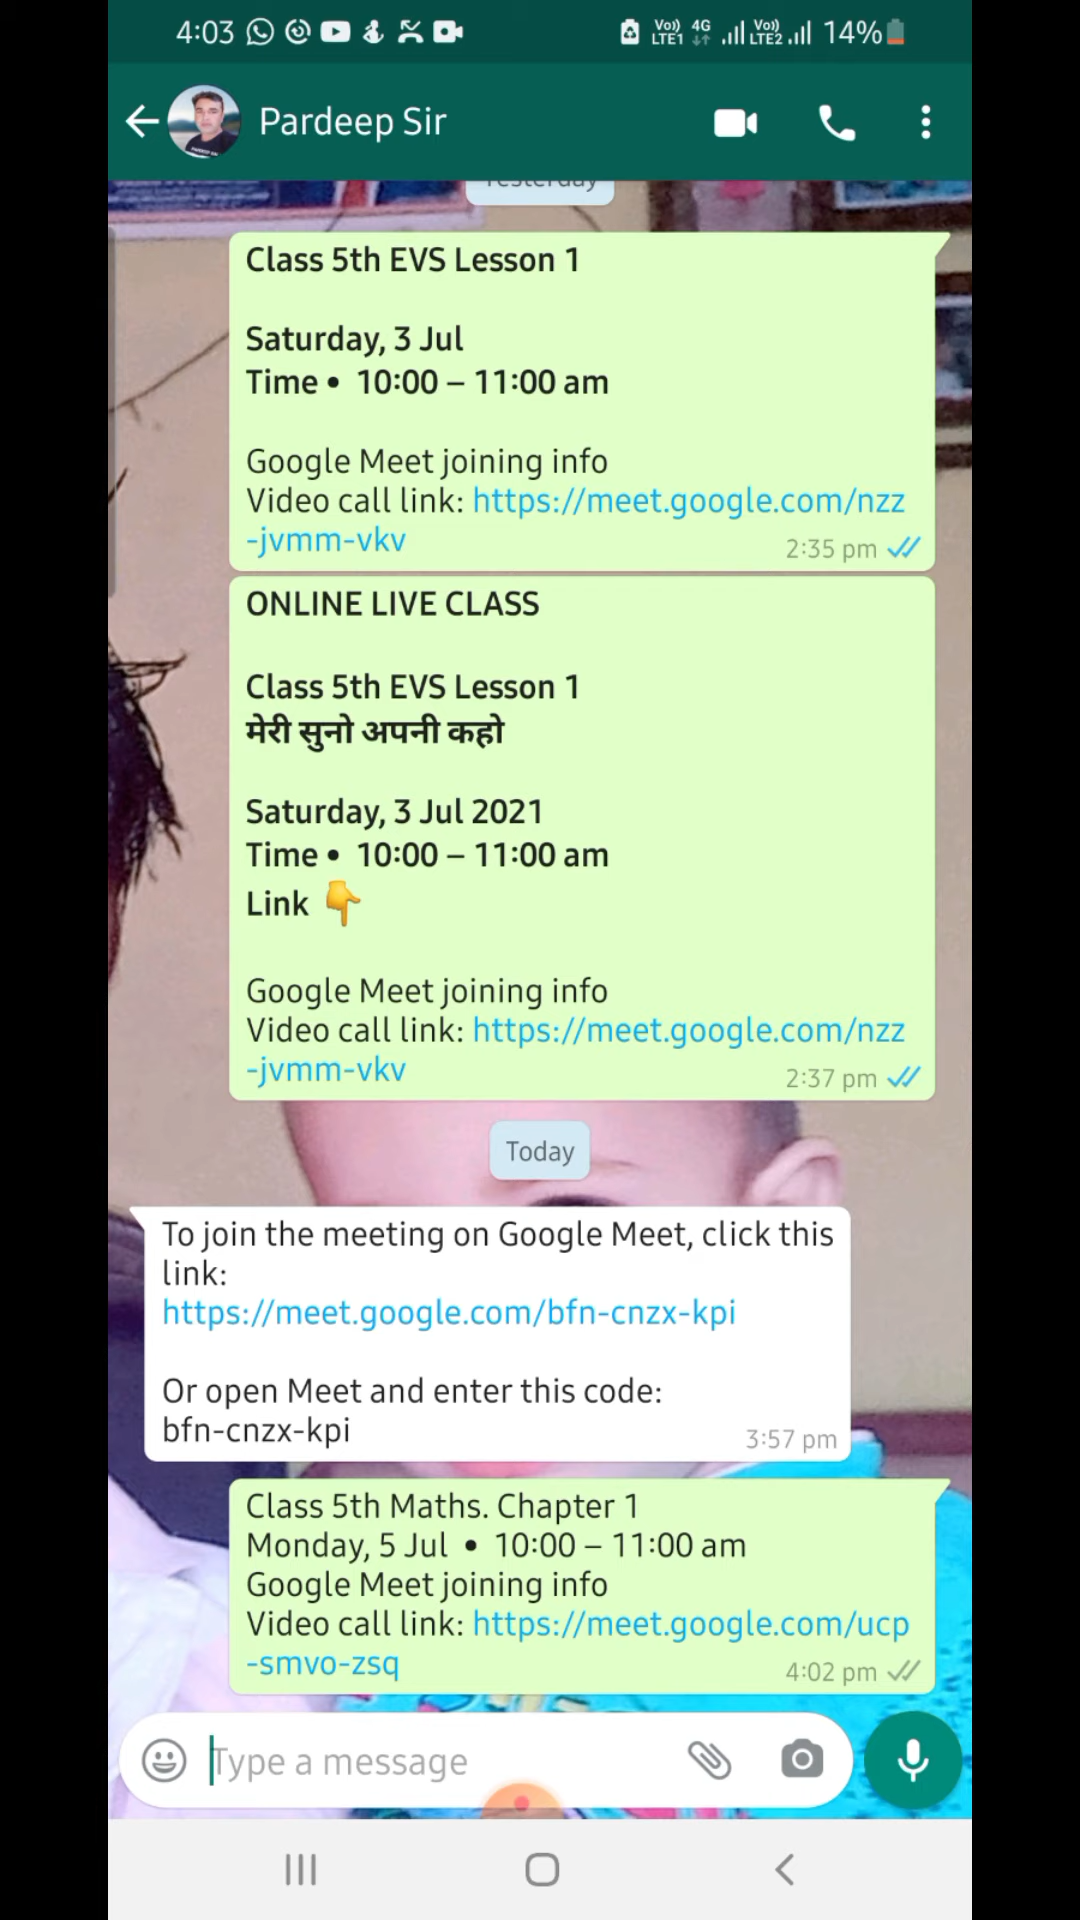 4:03
Vo)) 4G Vo)) 14%
LTE1 LTE2
Pardeep Sir
Yesterday
Class 5th EVS Lesson 1
Saturday, 3 Jul
Time • 10:00 – 11:00 am
Google Meet joining info
Video call link: https://meet.google.com/nzz
-jvmm-vkv
2:35 pm
ONLINE LIVE CLASS
Class 5th EVS Lesson 1
मेरी सुनो अपनी कहो
Saturday, 3 Jul 2021
Time • 10:00 – 11:00 am
Link 👇
Google Meet joining info
Video call link: https://meet.google.com/nzz
-jvmm-vkv
2:37 pm
Today
To join the meeting on Google Meet, click this
link:
https://meet.google.com/bfn-cnzx-kpi
Or open Meet and enter this code:
bfn-cnzx-kpi
3:57 pm
Class 5th Maths. Chapter 1
Monday, 5 Jul • 10:00 – 11:00 am
Google Meet joining info
Video call link: https://meet.google.com/ucp
-smvo-zsq
4:02 pm
Type a message